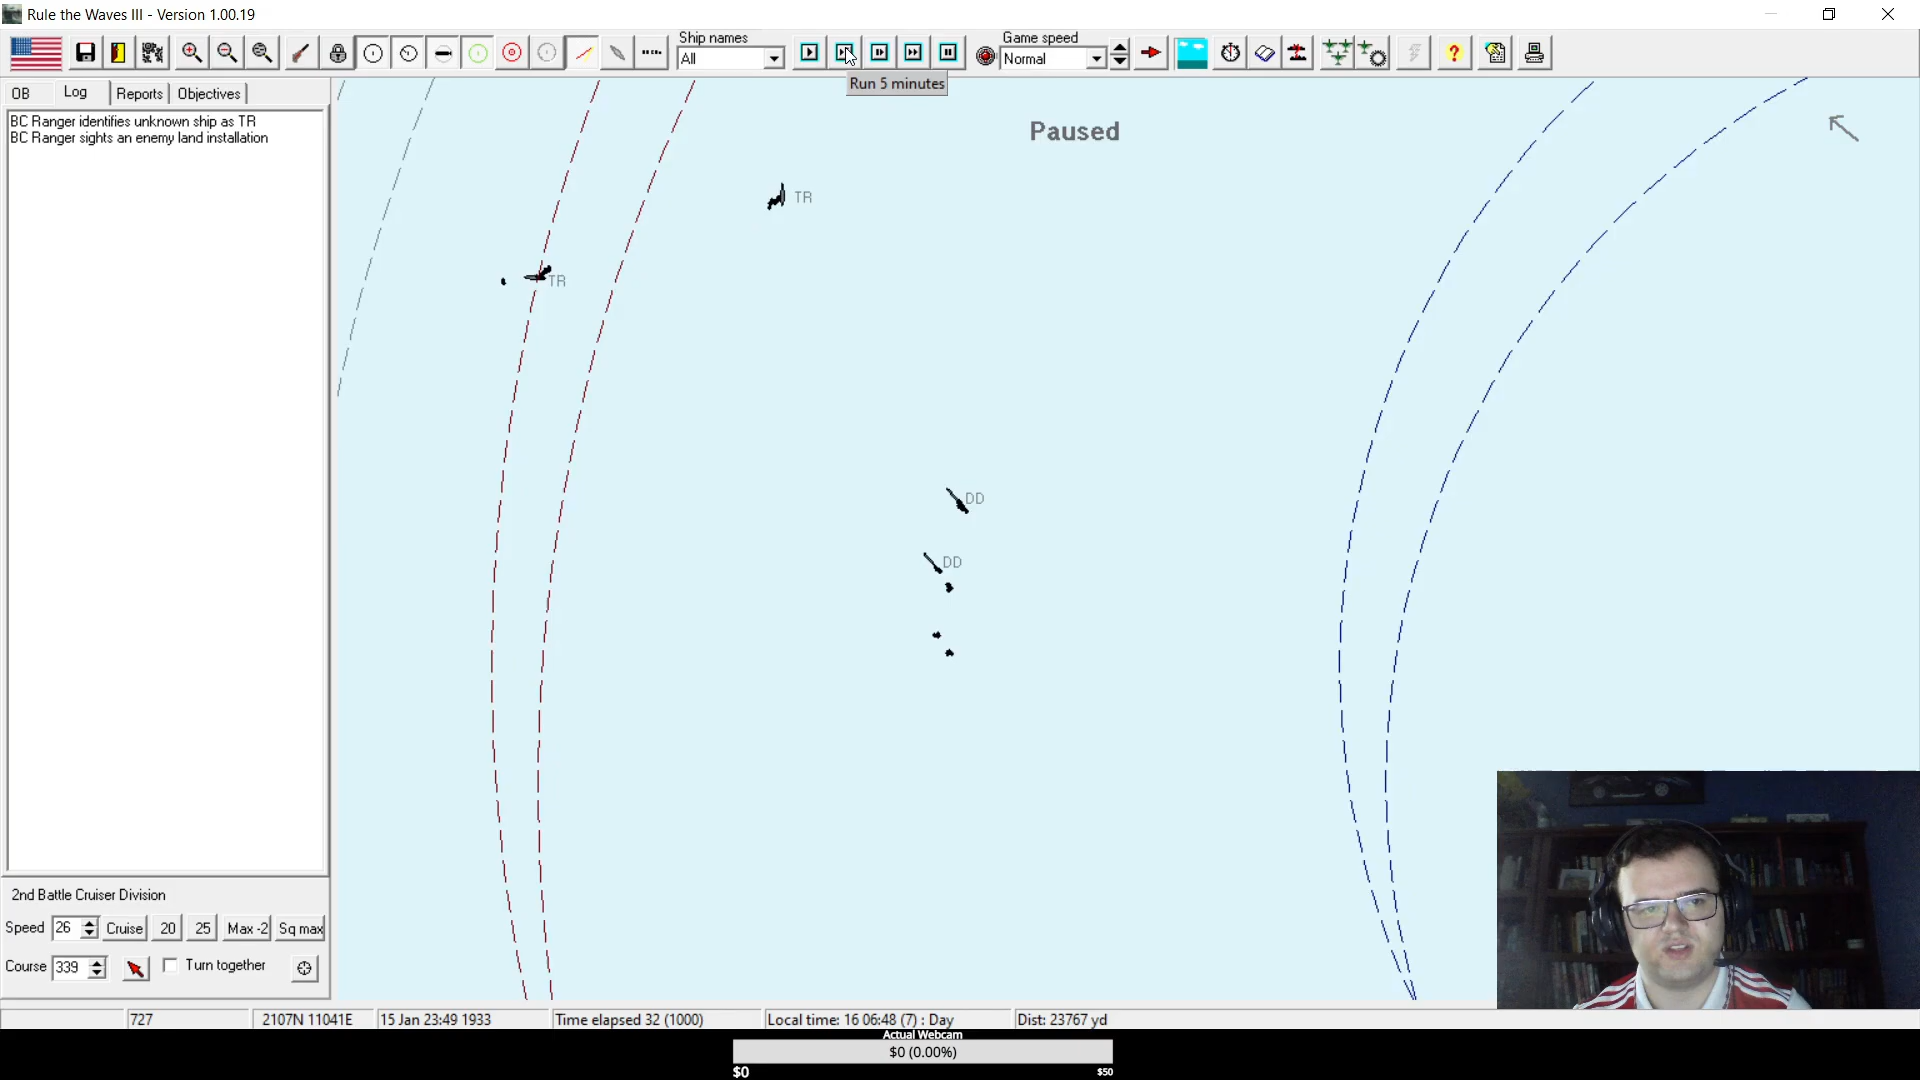 Rule the Waves III - Version 1.00.19
Ship names
All
Game speed
Normal
Run 5 minutes
OB
Log
Reports
Objectives
BC Ranger identifies unknown ship as TR
BC Ranger sights an enemy land installation
Paused
TR
TR
DD
DD
2nd Battle Cruiser Division
Speed 26 Cruise 20 25 Max -2 Sq max
Course 339 Turn together
727
2107N 11041E
15 Jan 23:49 1933
Time elapsed 32 (1000)
Local time: 16 06:48 (7) : Day
Dist: 23767 yd
Actual Webcam
$0 (0.00%)
$0
$50